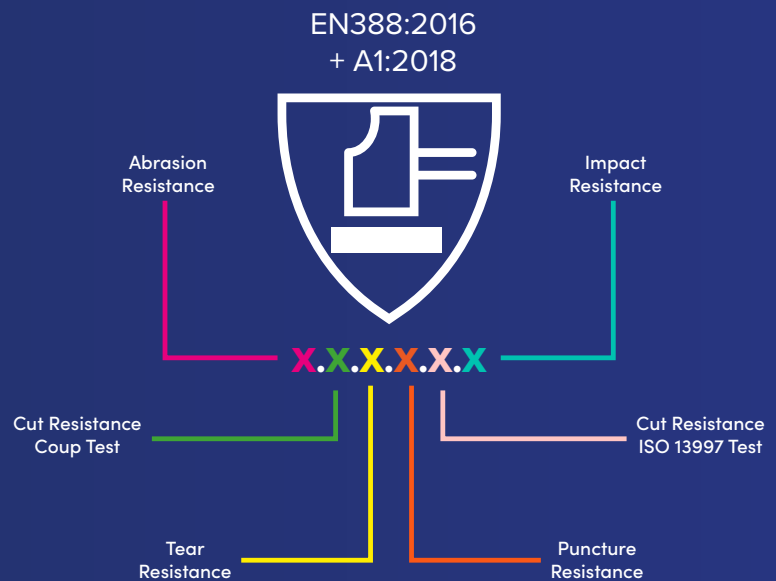 EN388:2016
+ A1:2018
Abrasion
Resistance
Impact
Resistance
X.X.X.X.X.X
Cut Resistance
Coup Test
Cut Resistance
ISO 13997 Test
Tear
Resistance
Puncture
Resistance